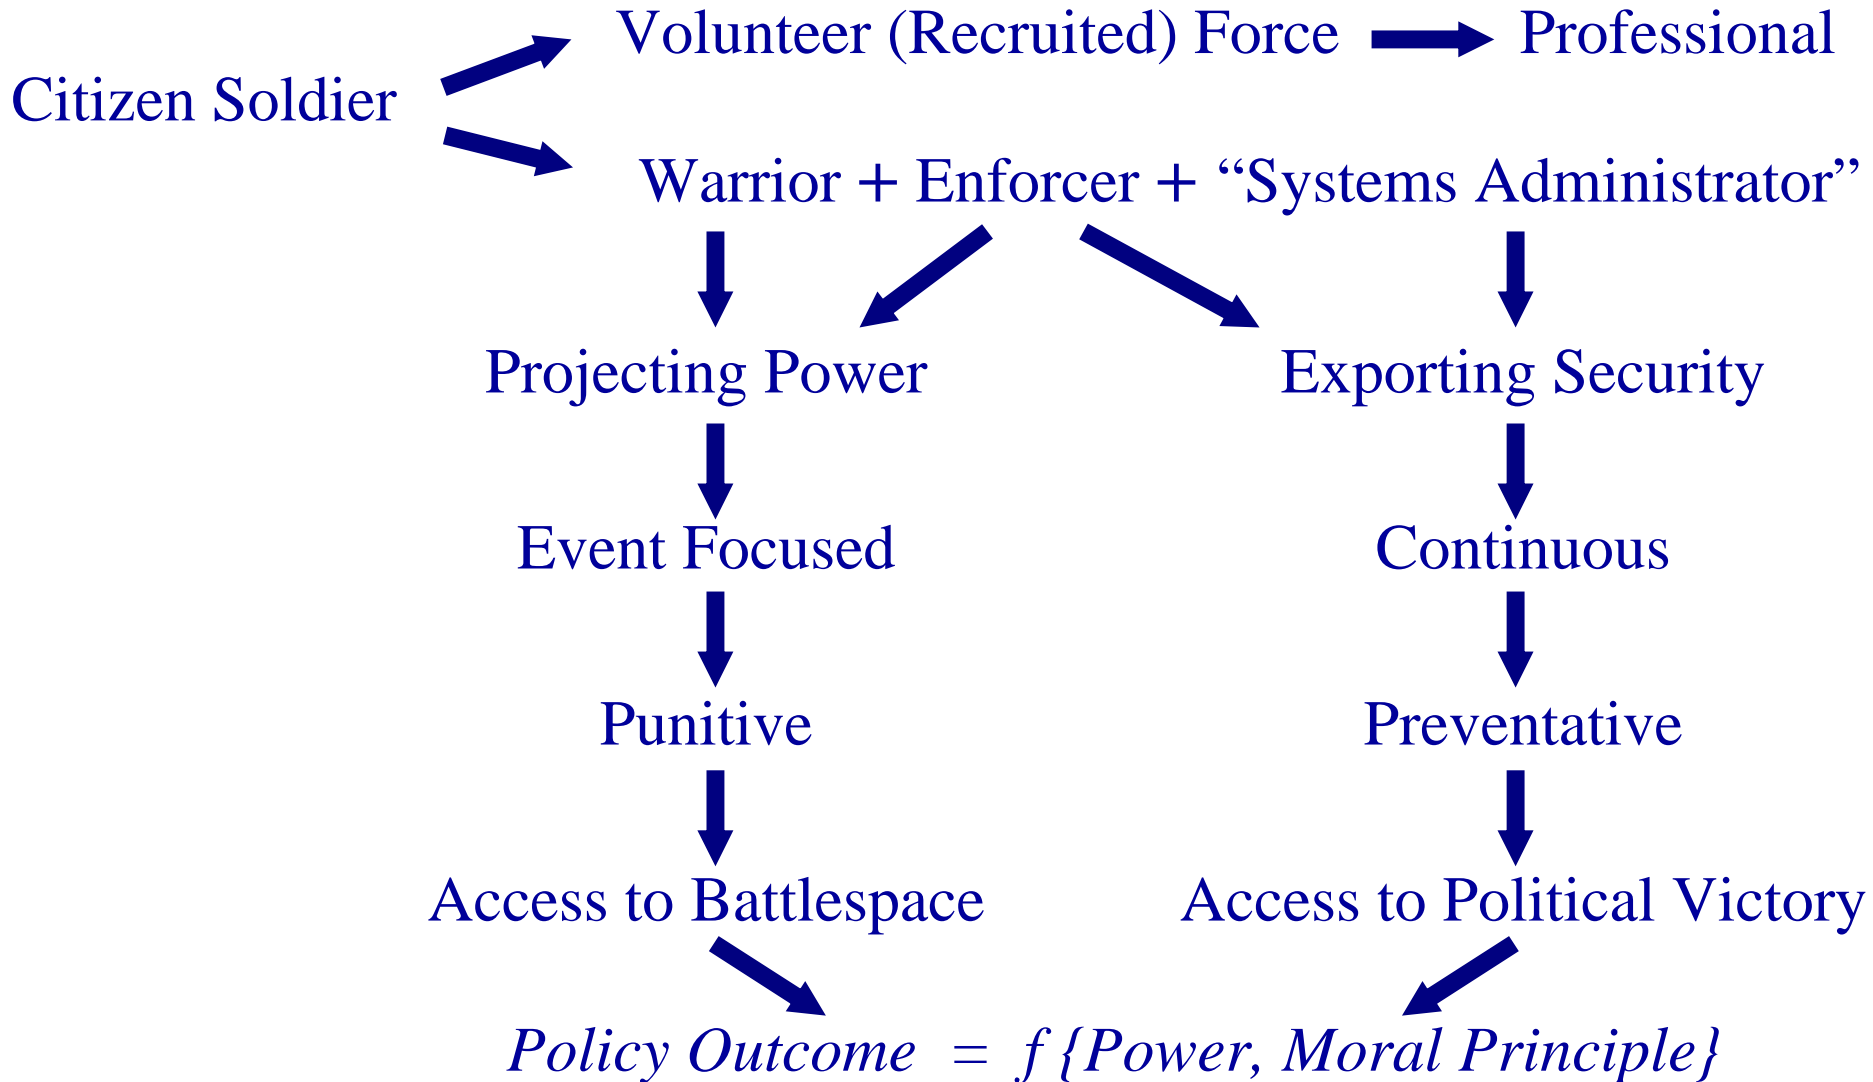 Volunteer (Recruited) Force Professional
Citizen Soldier
Warrior + Enforcer + “Systems Administrator”
Projecting Power Exporting Security
Event Focused Continuous
Punitive Preventative
Access to Battlespace Access to Political Victory
Policy Outcome = f {Power, Moral Principle}